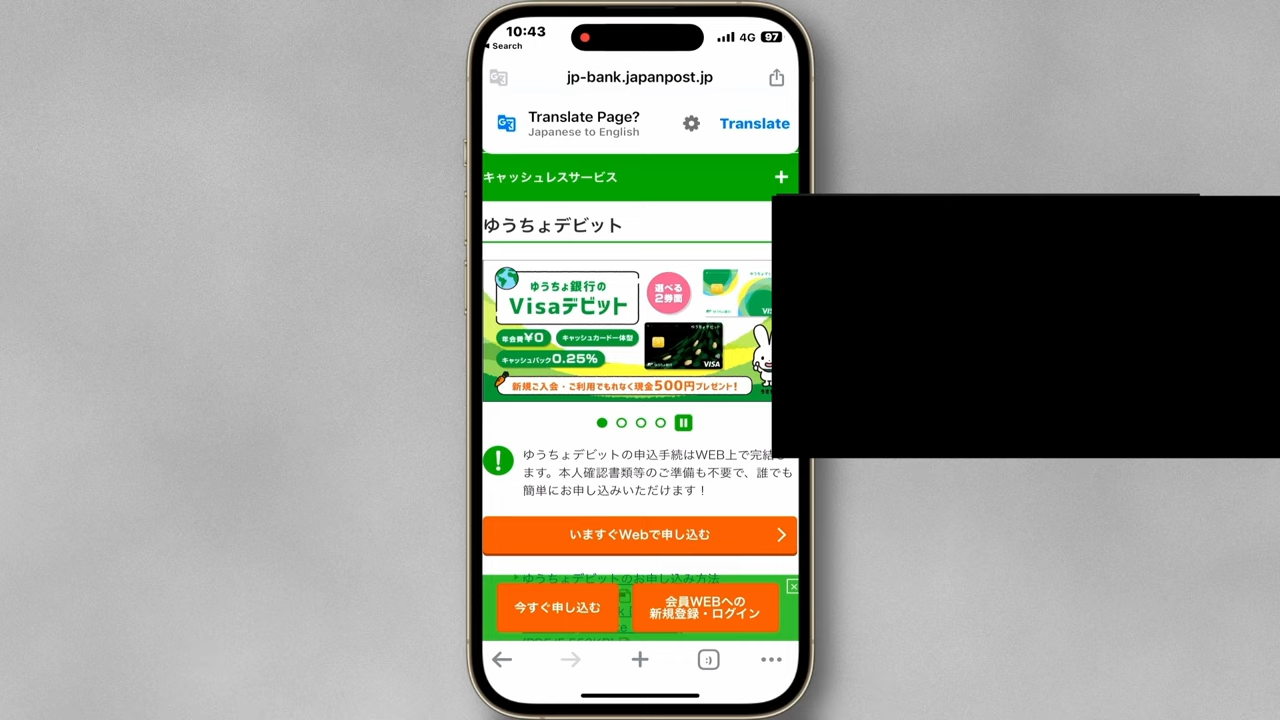 10:43
4G 97
Search
jp-bank.japanpost.jp
Translate Page?
Japanese to English
Translate
キャッシュレスサービス
ゆうちょデビット
ゆうちょ銀行の
Visaデビット
選べる
2券面
年会費¥0
キャッシュカード一体型
キャッシュバック0.25%
VISA
新規ご入会・ご利用でもれなく現金500円プレゼント!
ゆうちょデビットの申込手続はWEB上で完結し
ます。本人確認書類等のご準備も不要で、誰でも
簡単にお申し込みいただけます！
いますぐWebで申し込む
ゆうちょデビットのお申し込み方法
今すぐ申し込む
会員WEBへの
新規登録・ログイン